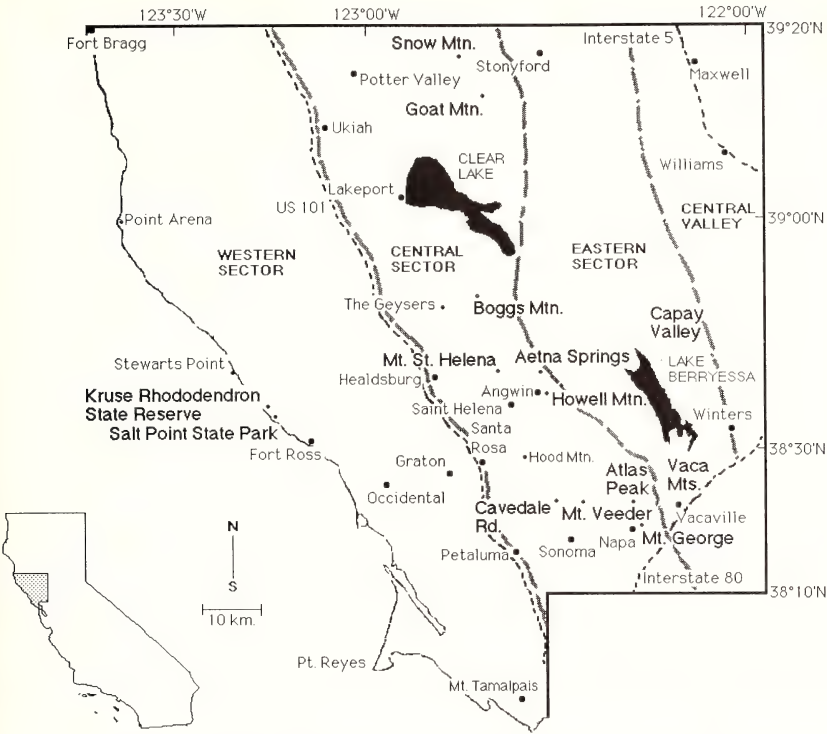 123°30'W
123°00'W
122°00'W
39°20'N
Fort Bragg
Snow Mtn.
Stonyford
Interstate 5
Maxwell
Potter Valley
Goat Mtn.
Ukiah
Williams
CLEAR
LAKE
Lakeport
US 101
CENTRAL
VALLEY
39°00'N
Point Arena
WESTERN
SECTOR
CENTRAL
SECTOR
EASTERN
SECTOR
The Geysers
Boggs Mtn.
Capay
Valley
Stewarts Point
Mt. St. Helena
Aetna Springs
LAKE
BERRYESSA
Healdsburg
Angwin
Howell Mtn.
Kruse Rhododendron
State Reserve
Saint Helena
Winters
Salt Point State Park
Santa
Rosa
Fort Ross
38°30'N
Graton
Hood Mtn.
Atlas
Peak
Vaca
Mts.
Occidental
Cavedale
Rd.
Mt. Veeder
Vacaville
Petaluma
Sonoma
Napa
Mt. George
Interstate 80
38°10'N
N
S
10 km.
Pt. Reyes
Mt. Tamalpais